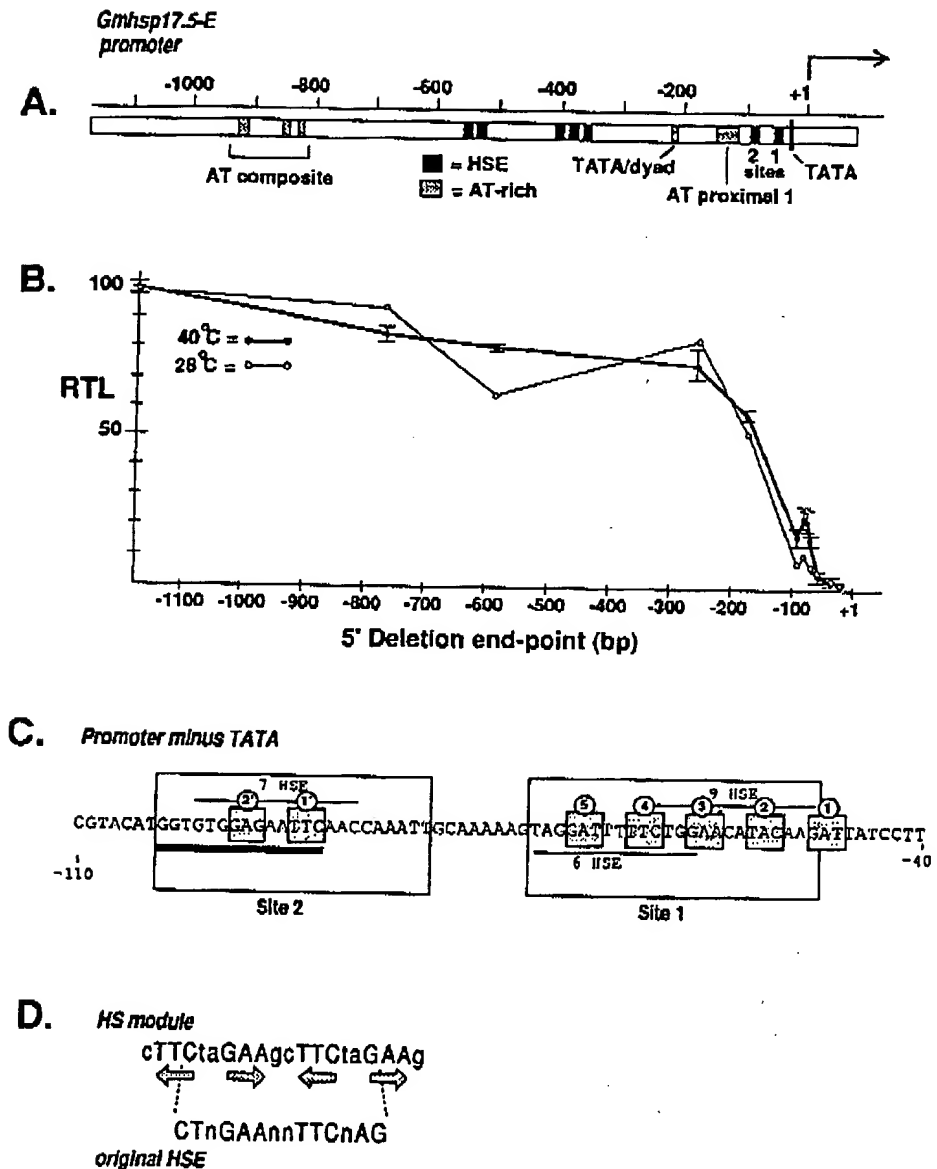 Gmhsp17.5-E
promoter
A.
-1000 -800 -600 -400 -200 +1
AT composite
= HSE
= AT-rich
TATA/dyad
2 1
sites
TATA
AT proximal 1
B.
100
40°C =
28°C =
RTL
50
-1100 -1000 -900 -800 -700 -600 -500 -400 -300 -200 -100 +1
5' Deletion end-point (bp)
C. Promoter minus TATA
7 HSE 9 HSE
2' 1' 5 4 3 2 1
CGTACATGGTGTGGAGAATTCAACCAAATTGCAAAAAGTAGGATTTTTCTGGAACATACAAGATTATCCTT
-110 6 HSE -40
Site 2 Site 1
D. HS module
cTTCtaGAAgcTTCtaGAAg
CTnGAAnnTTCnAG
original HSE